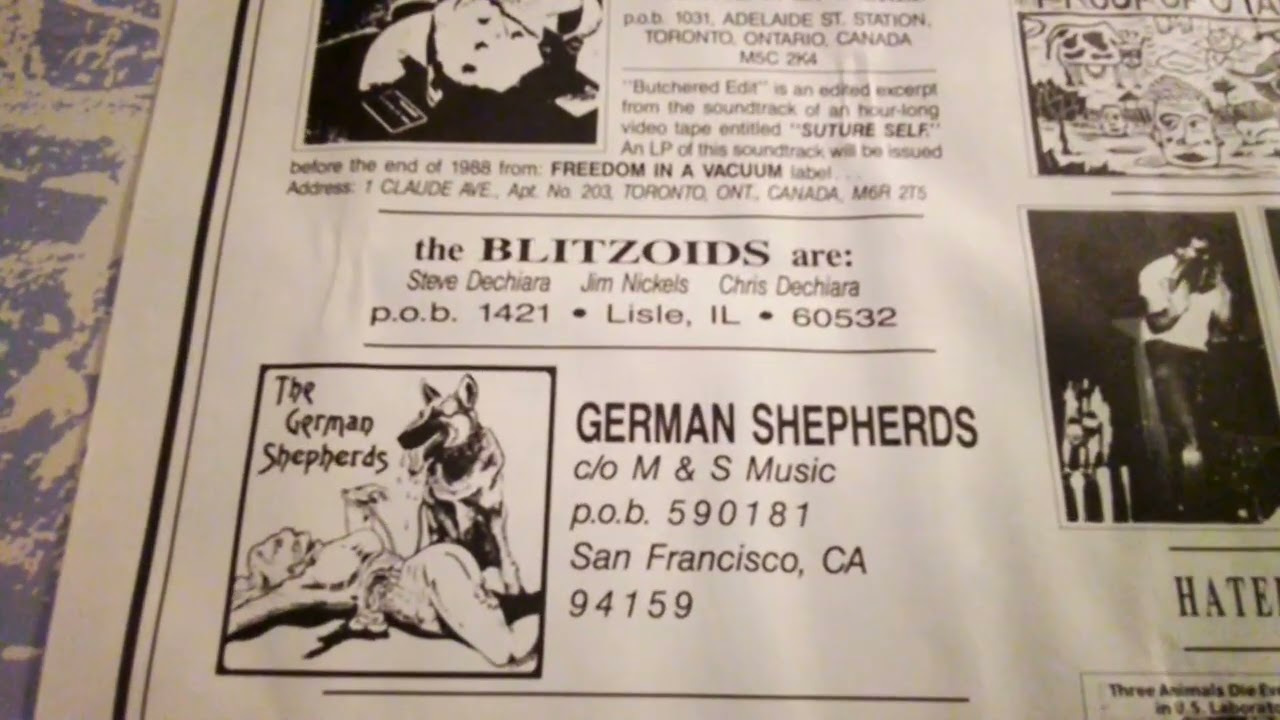 p.o.b. 1031, ADELAIDE ST. STATION,
TORONTO, ONTARIO, CANADA
M5C 2K4
"Butchered Edit" is an edited excerpt
from the soundtrack of an hour-long
video tape entitled "SUTURE SELF."
An LP of this soundtrack will be issued
before the end of 1988 from: FREEDOM IN A VACUUM label...
Address: 1 CLAUDE AVE., Apt. No. 203, TORONTO, ONT., CANADA, M6R 2T5
the BLITZOIDS are:
Steve Dechiara Jim Nickels Chris Dechiara
p.o.b. 1421 • Lisle, IL • 60532
The
German
Shepherds
GERMAN SHEPHERDS
c/o M & S Music
p.o.b. 590181
San Francisco, CA
94159
HATE
Three Animals Die Ev
in U.S. Laborat